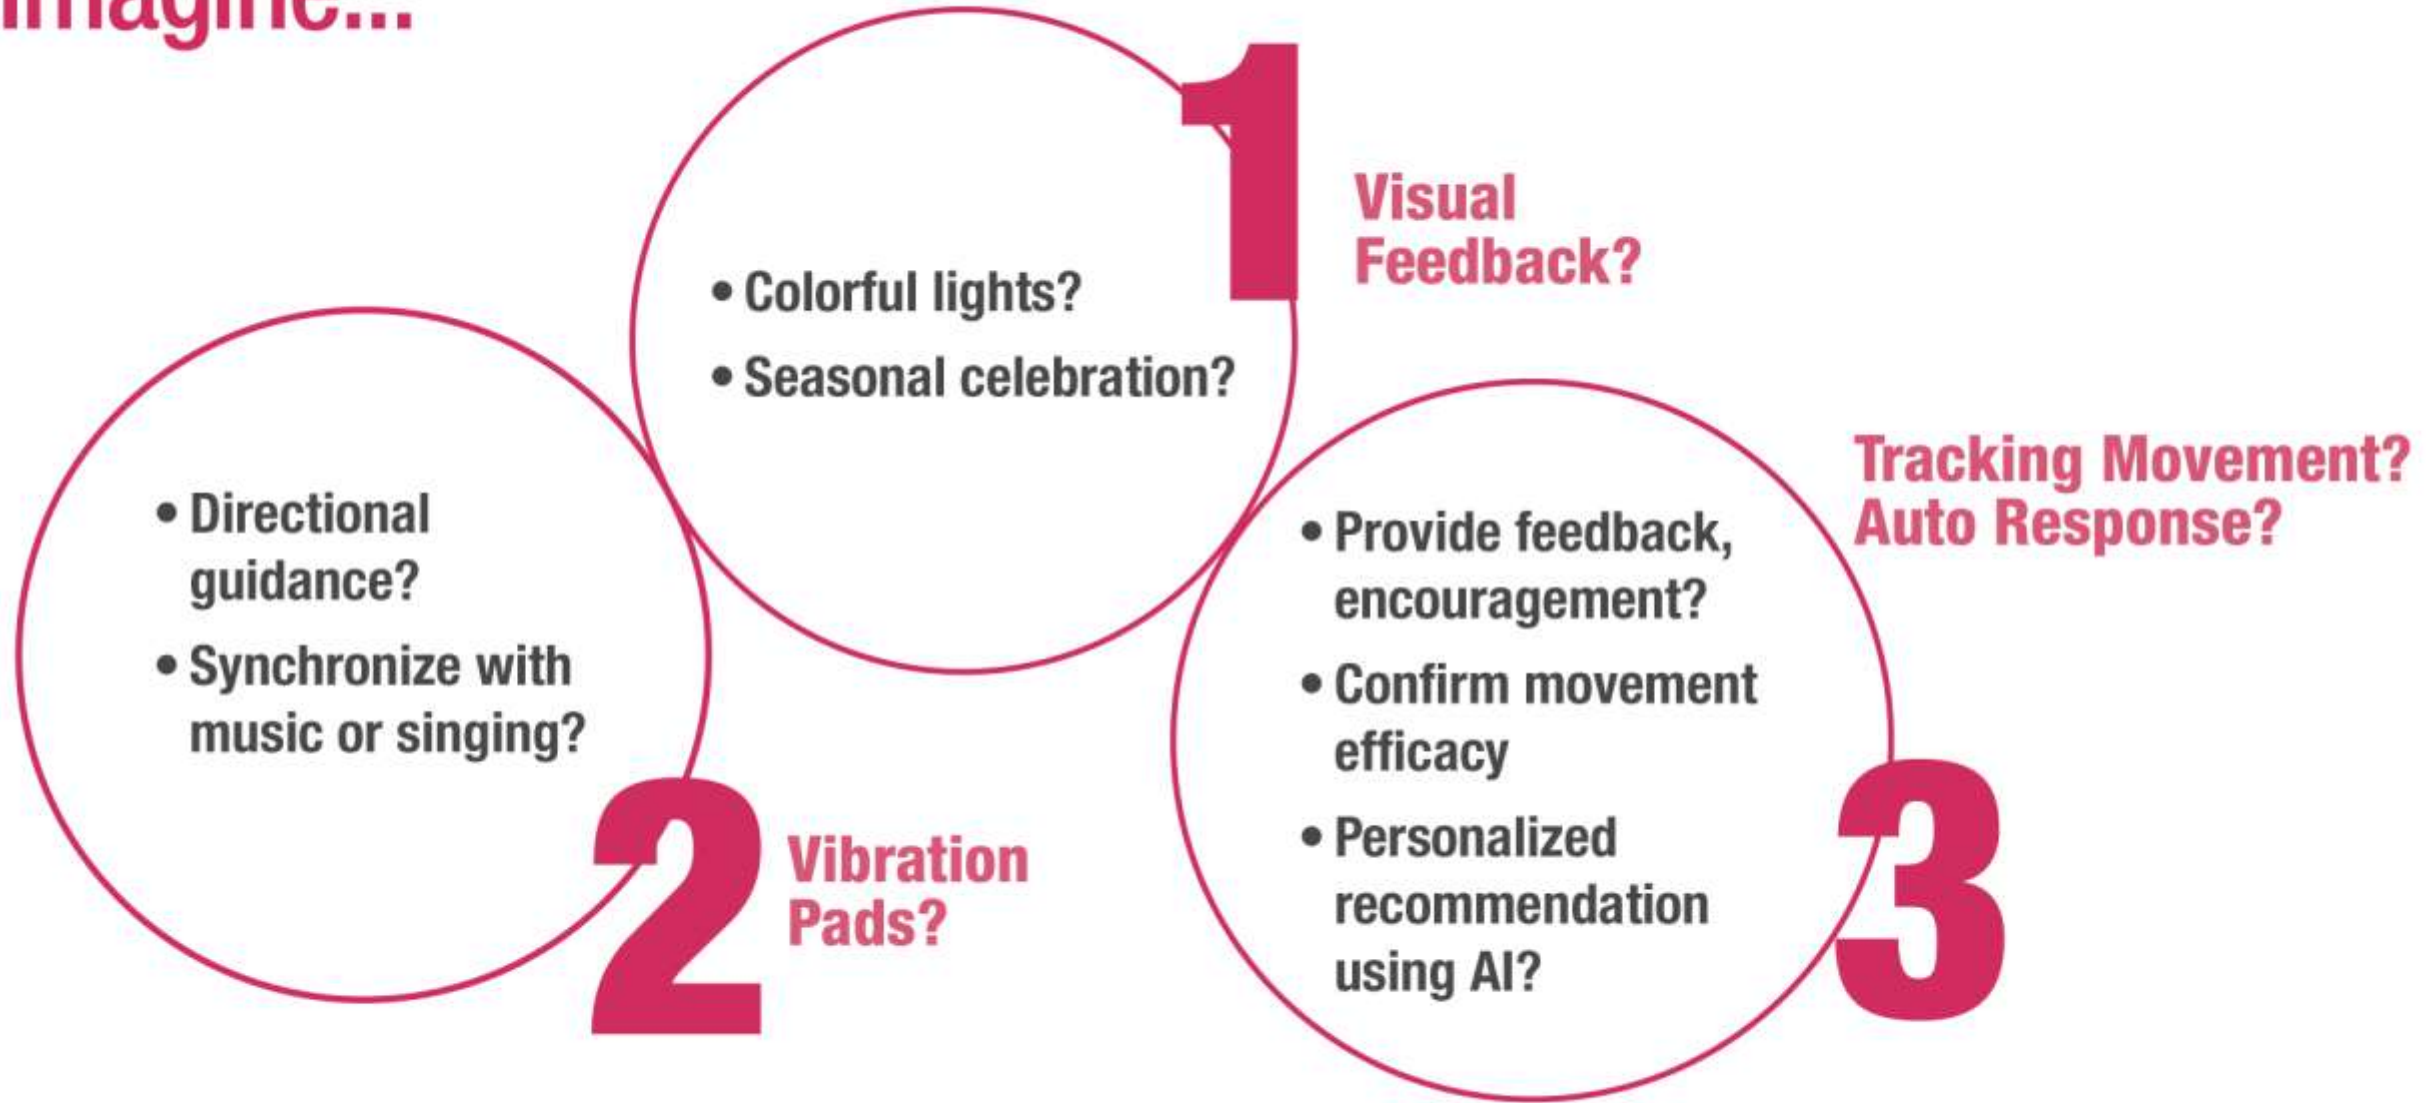 Imagine...
1
Visual
Feedback?
• Colorful lights?
• Seasonal celebration?
2
Vibration
Pads?
• Directional
guidance?
• Synchronize with
music or singing?
3
Tracking Movement?
Auto Response?
• Provide feedback,
encouragement?
• Confirm movement
efficacy
• Personalized
recommendation
using AI?